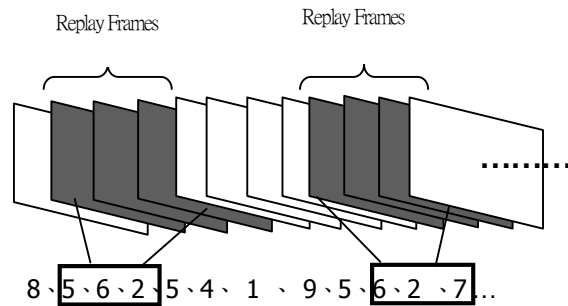 Replay Frames Replay Frames
………
8、5、6、2、5、4、1、9、5、6、2、7…